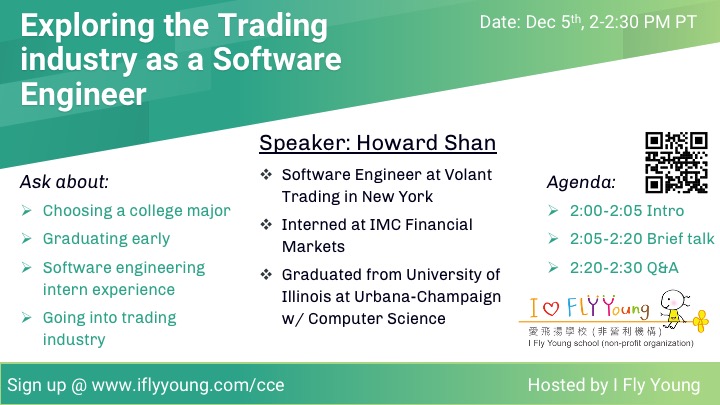 Exploring the Trading
industry as a Software
Engineer
Date: Dec 5th, 2-2:30 PM PT
Speaker: Howard Shan
❖ Software Engineer at Volant
Trading in New York
❖ Interned at IMC Financial
Markets
❖ Graduated from University of
Illinois at Urbana-Champaign
w/ Computer Science
Ask about:
➢ Choosing a college major
➢ Graduating early
➢ Software engineering
intern experience
➢ Going into trading
industry
Agenda:
➢ 2:00-2:05 Intro
➢ 2:05-2:20 Brief talk
➢ 2:20-2:30 Q&A
I ♡ FLY Young
愛飛揚學校 (非營利機構)
I Fly Young school (non-profit organization)
Sign up @ www.iflyyoung.com/cce
Hosted by I Fly Young